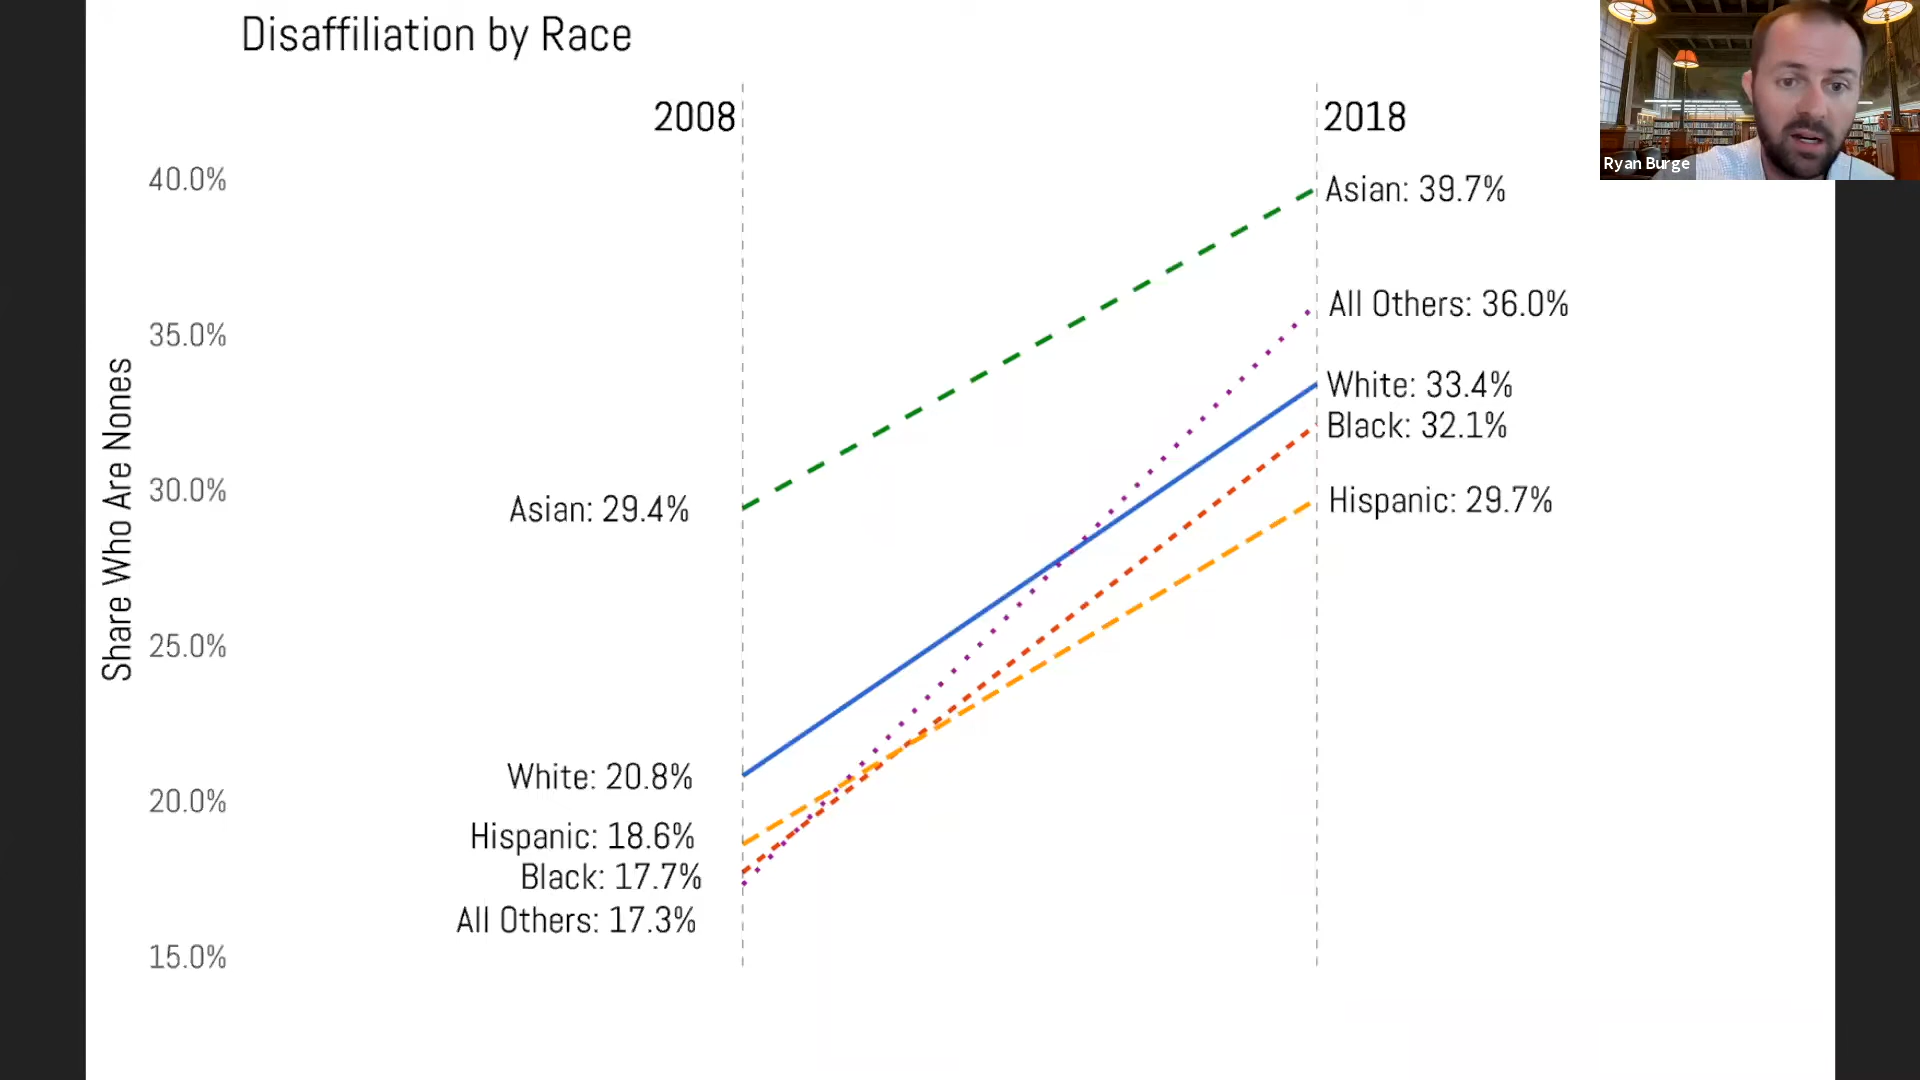 Disaffiliation by Race
2008
2018
40.0%
35.0%
30.0%
25.0%
20.0%
15.0%
Share Who Are Nones
Asian: 29.4%
White: 20.8%
Hispanic: 18.6%
Black: 17.7%
All Others: 17.3%
Asian: 39.7%
All Others: 36.0%
White: 33.4%
Black: 32.1%
Hispanic: 29.7%
Ryan Burge